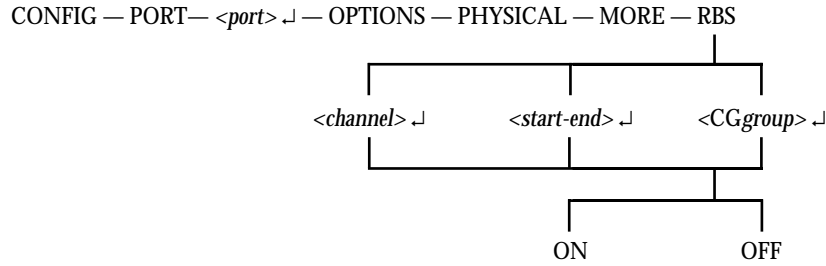 CONFIG — PORT— <port> ↵ — OPTIONS — PHYSICAL — MORE — RBS
<channel> ↵ <start-end> ↵ <CGgroup> ↵
ON OFF